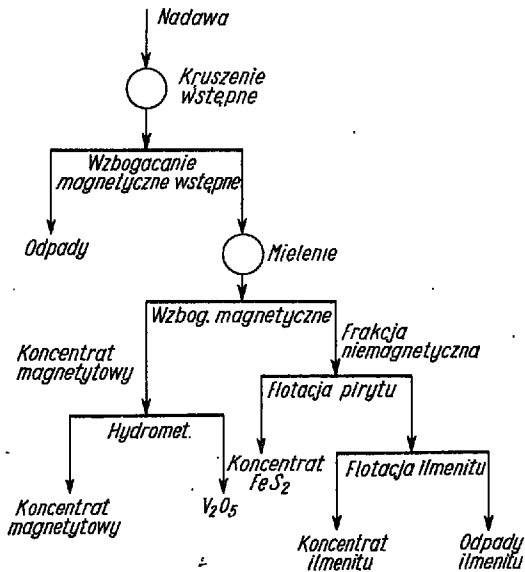 Nadawa
Kruszenie
wstępne
Wzbogacanie
magnetyczne wstępne
Odpady
Mielenie
Wzbog. magnetyczne
Koncentrat
magnetytowy
Frakcja
niemagnetyczna
Flotacja pirytu
Hydromet.
Koncentrat
FeS₂
Flotacja ilmenitu
Koncentrat
magnetytowy
V₂O₅
Koncentrat
ilmenitu
Odpady
ilmenitu